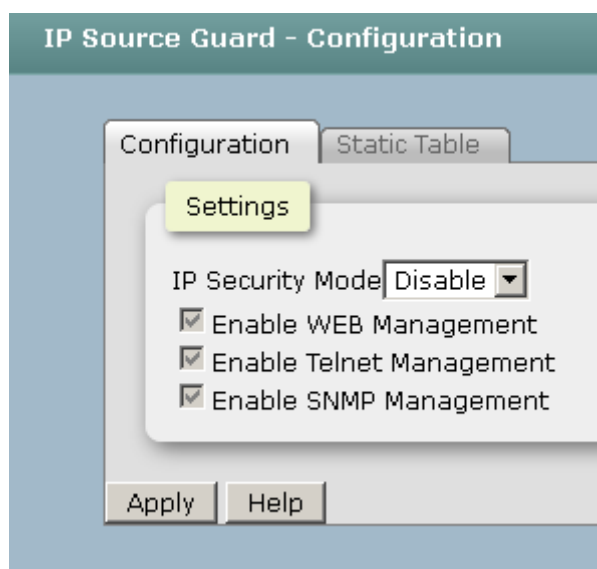 IP Source Guard - Configuration
Configuration Static Table
Settings
IP Security Mode Disable
Enable WEB Management
Enable Telnet Management
Enable SNMP Management
Apply Help